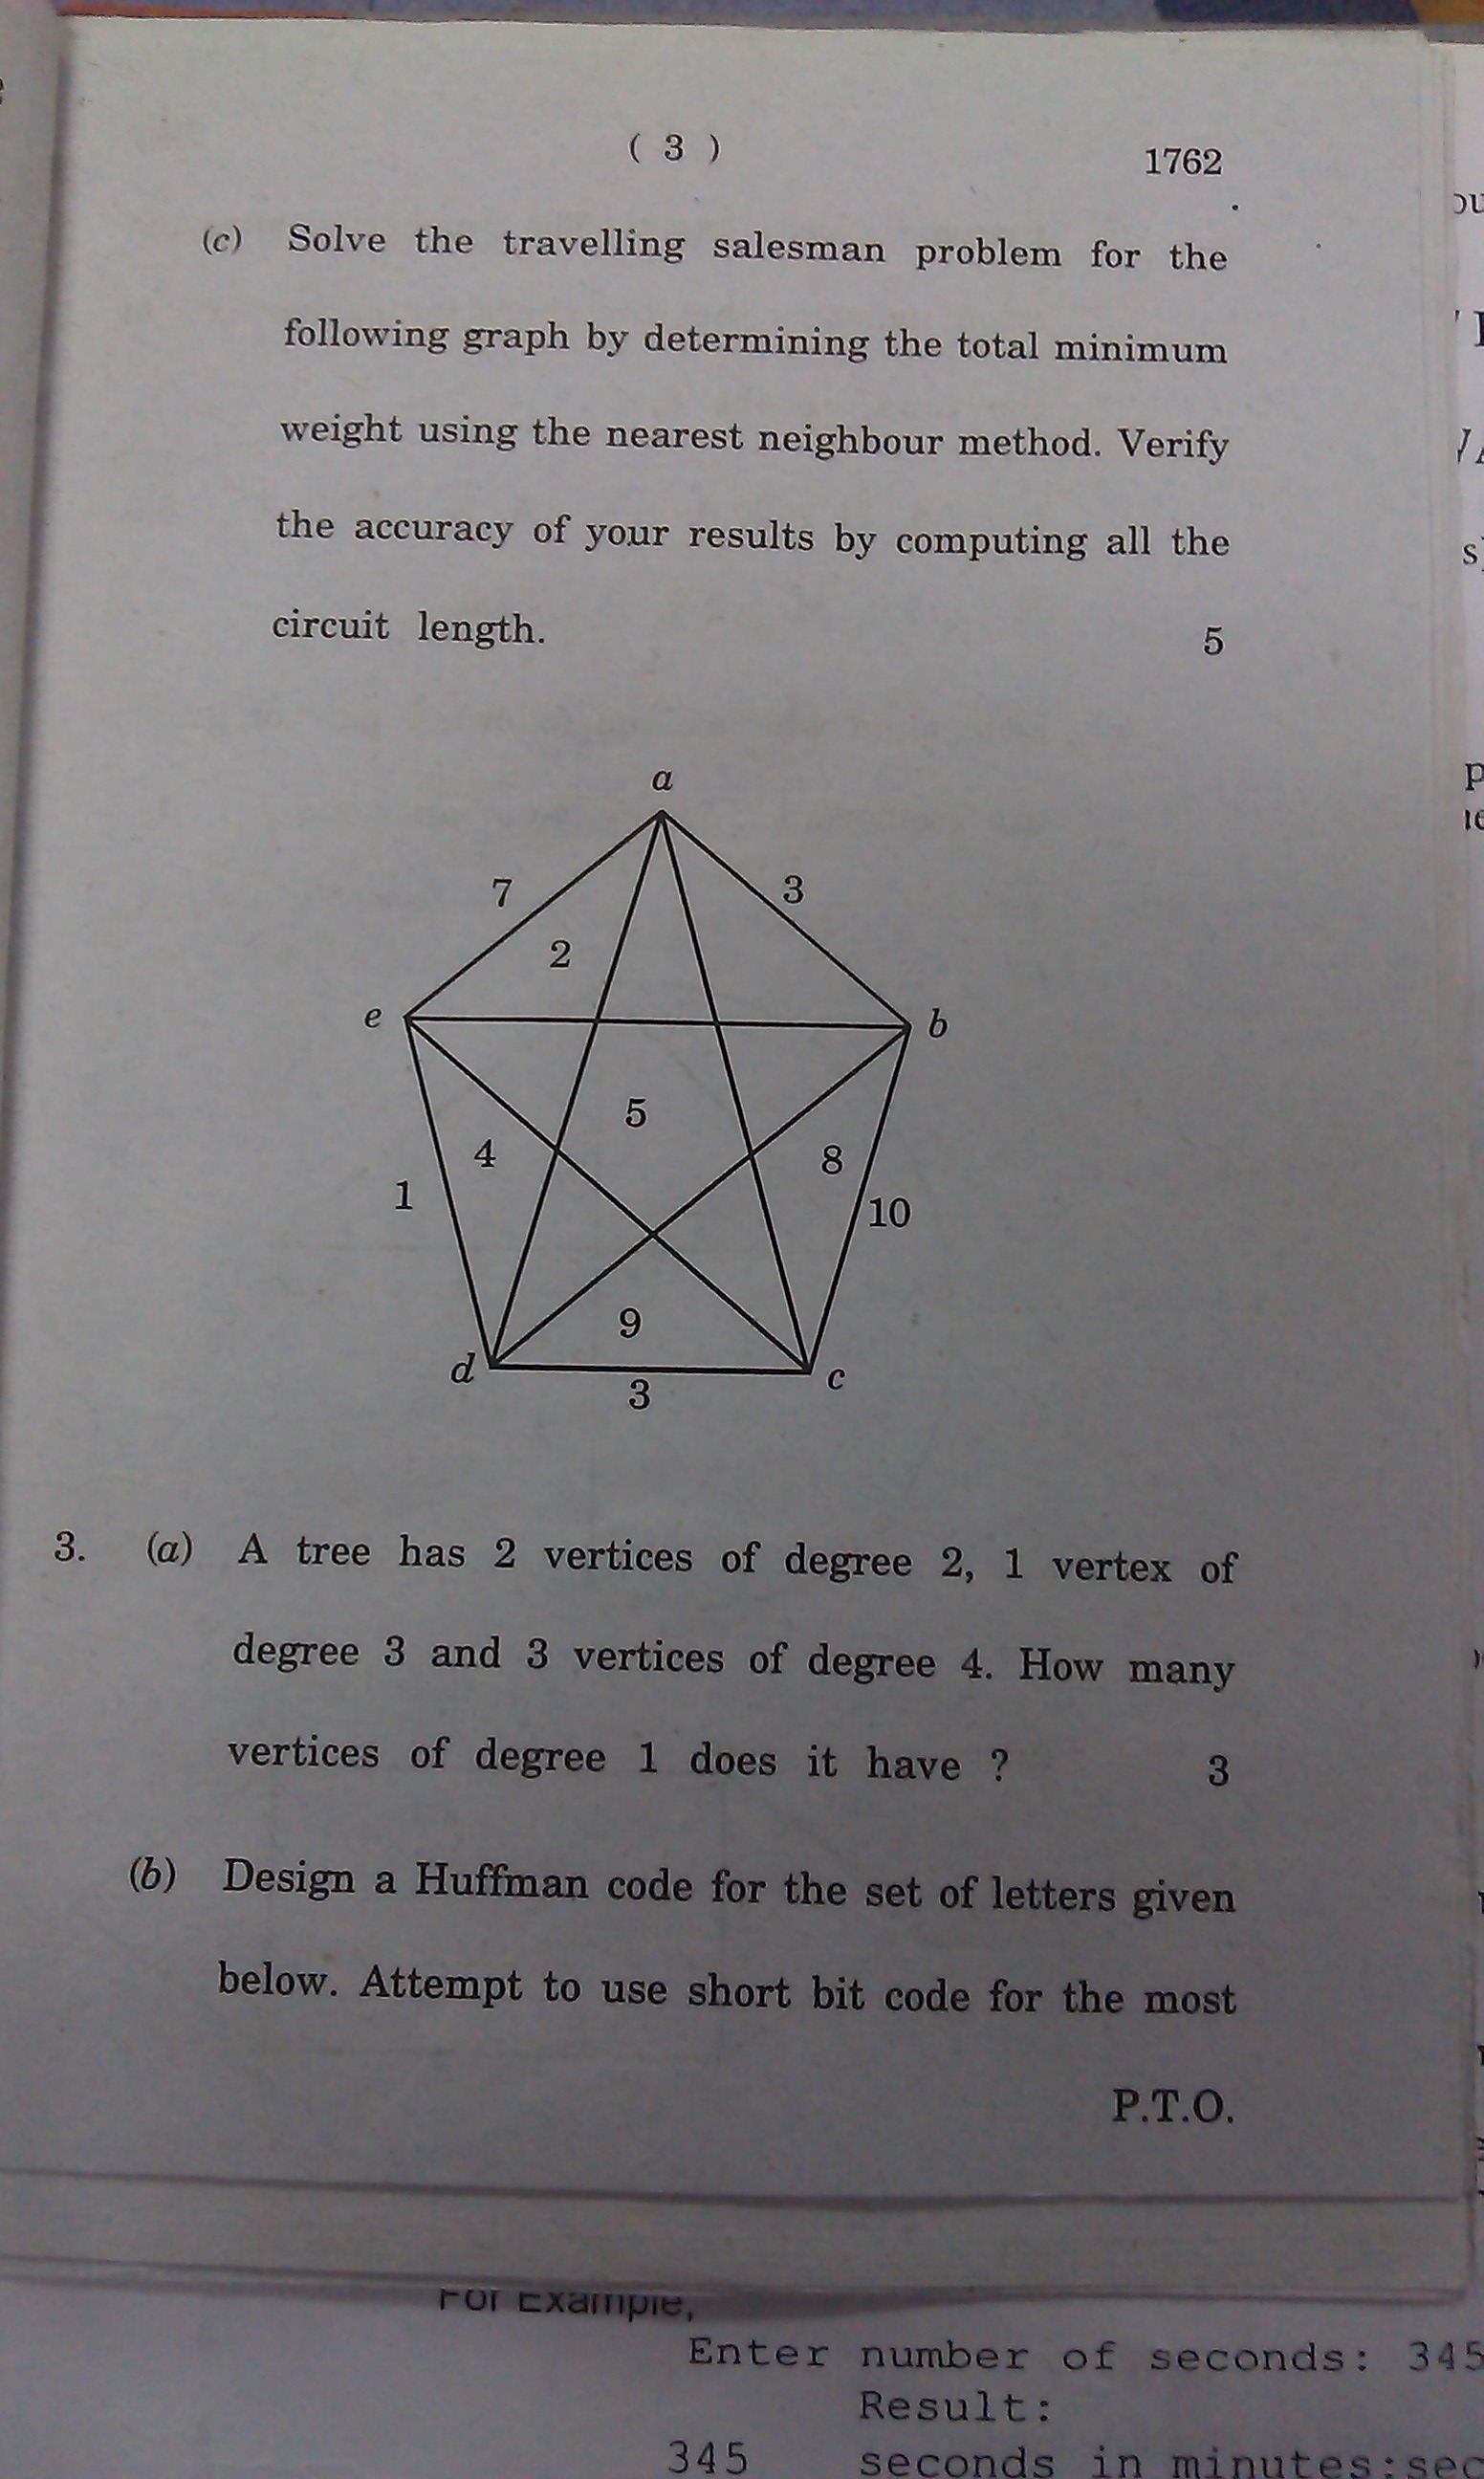 ( 3 ) 1762
(c) Solve the travelling salesman problem for the
following graph by determining the total minimum
weight using the nearest neighbour method. Verify
the accuracy of your results by computing all the
circuit length. 5
a
7 3
2
e b
5
4 8
1 10
9
d c
3
3. (a) A tree has 2 vertices of degree 2, 1 vertex of
degree 3 and 3 vertices of degree 4. How many
vertices of degree 1 does it have ? 3
(b) Design a Huffman code for the set of letters given
below. Attempt to use short bit code for the most
P.T.O.
For Example,
Enter number of seconds: 345
Result:
345 seconds in minutes:sec